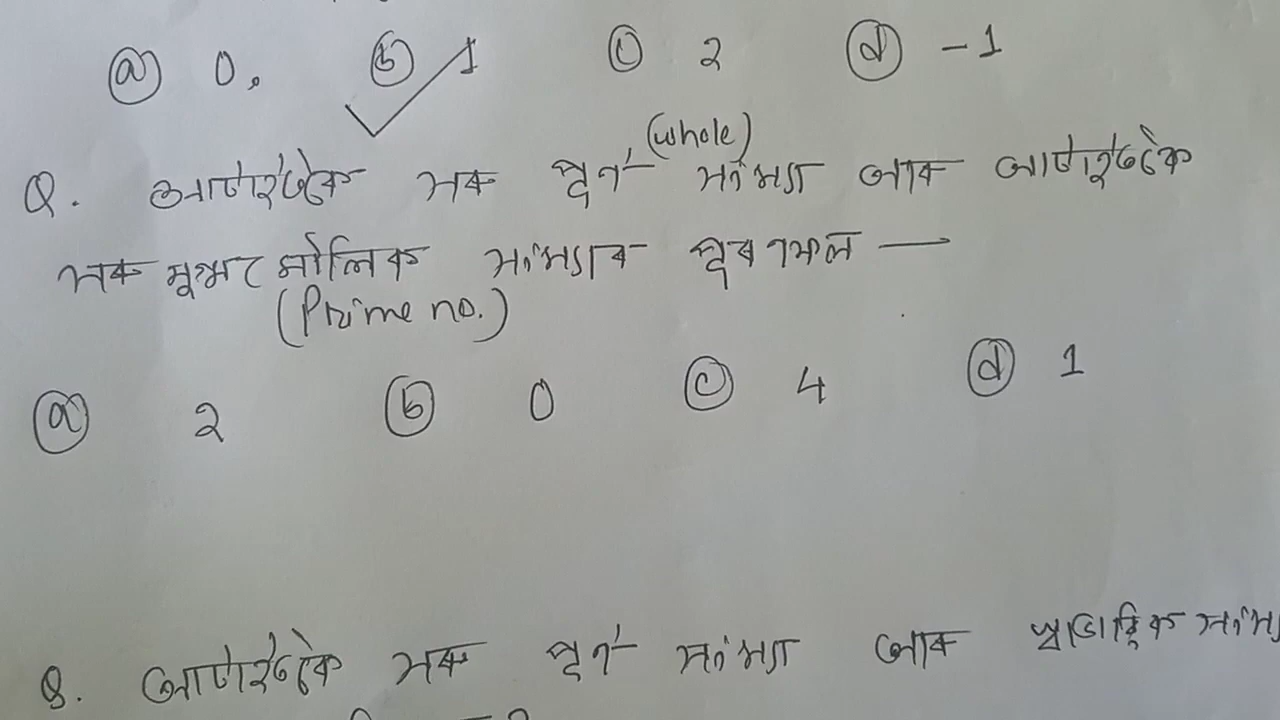 ⓐ 0, ⓑ 1 ⓒ 2 ⓓ -1
(whole)
Q. আটাইতকৈ সৰু পূৰ্ণ সংখ্যা আৰু আটাইতকৈ
সৰু মৌলিক সংখ্যাৰ পূৰণফল —
(Prime no.)
ⓐ 2 ⓑ 0 ⓒ 4 ⓓ 1
Q. আটাইতকৈ সৰু পূৰ্ণ সংখ্যা আৰু